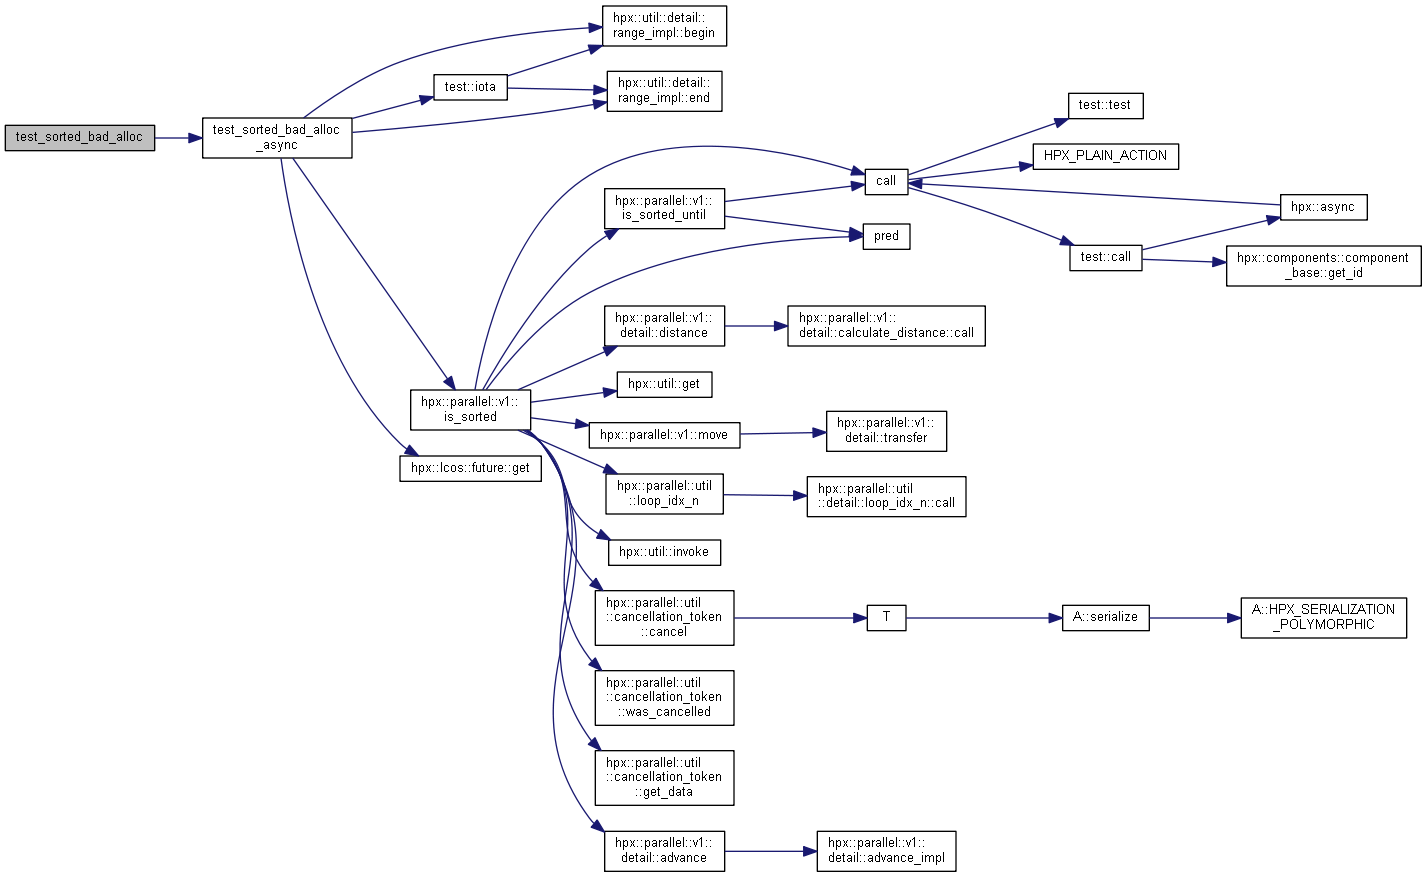 test_sorted_bad_alloc
test_sorted_bad_alloc
_async
hpx::util::detail::
range_impl::begin
test::iota
hpx::util::detail::
range_impl::end
hpx::parallel::v1::
is_sorted
hpx::lcos::future::get
hpx::parallel::v1::
is_sorted_until
call
pred
test::test
HPX_PLAIN_ACTION
test::call
hpx::async
hpx::components::component
_base::get_id
hpx::parallel::v1::
detail::distance
hpx::parallel::v1::
detail::calculate_distance::call
hpx::util::get
hpx::parallel::v1::move
hpx::parallel::v1::
detail::transfer
hpx::parallel::util
::loop_idx_n
hpx::parallel::util
::detail::loop_idx_n::call
hpx::util::invoke
hpx::parallel::util
::cancellation_token
::cancel
T
A::serialize
A::HPX_SERIALIZATION
_POLYMORPHIC
hpx::parallel::util
::cancellation_token
::was_cancelled
hpx::parallel::util
::cancellation_token
::get_data
hpx::parallel::v1::
detail::advance
hpx::parallel::v1::
detail::advance_impl